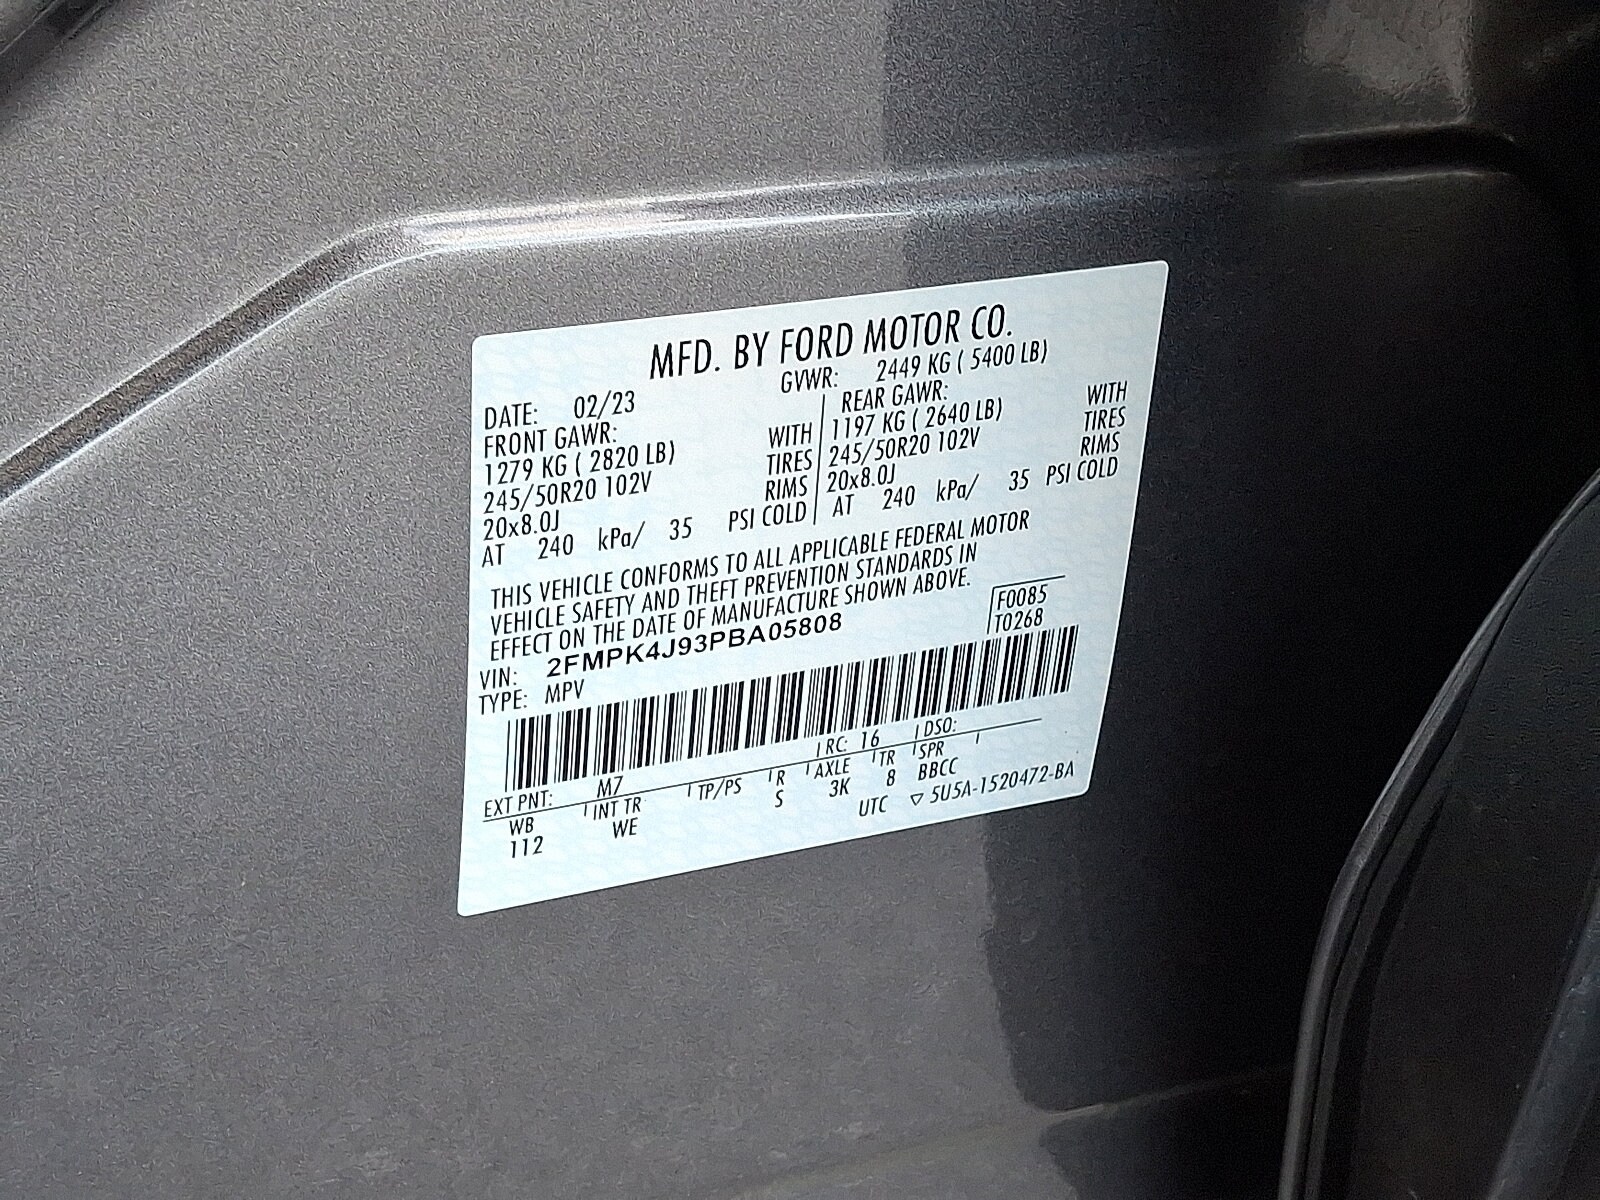 MFD. BY FORD MOTOR CO.
DATE: 02/23 GVWR: 2449 KG ( 5400 LB)
FRONT GAWR: REAR GAWR:
1279 KG ( 2820 LB) WITH 1197 KG ( 2640 LB) WITH
245/50R20 102V TIRES 245/50R20 102V TIRES
20x8.0J RIMS 20x8.0J RIMS
AT 240 kPa/ 35 PSI COLD AT 240 kPa/ 35 PSI COLD
THIS VEHICLE CONFORMS TO ALL APPLICABLE FEDERAL MOTOR
VEHICLE SAFETY AND THEFT PREVENTION STANDARDS IN
EFFECT ON THE DATE OF MANUFACTURE SHOWN ABOVE.
VIN: 2FMPK4J93PBA05808 F0085
TYPE: MPV T0268
EXT PNT: M7 RC: 16 DSO:
WB INT TR TP/PS R AXLE TR SPR
112 WE S 3K 8 BBCC
UTC ▽ 5U5A-1520472-BA